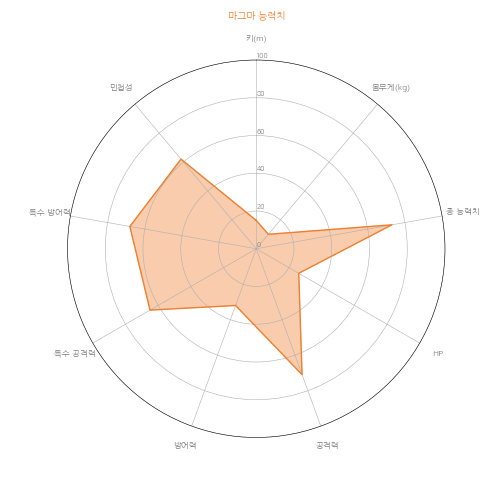 마그마 능력치
키(m)
민첩성
몸무게(kg)
100
80
60
40
20
0
특수 방어력
총 능력치
특수 공격력
HP
방어력
공격력